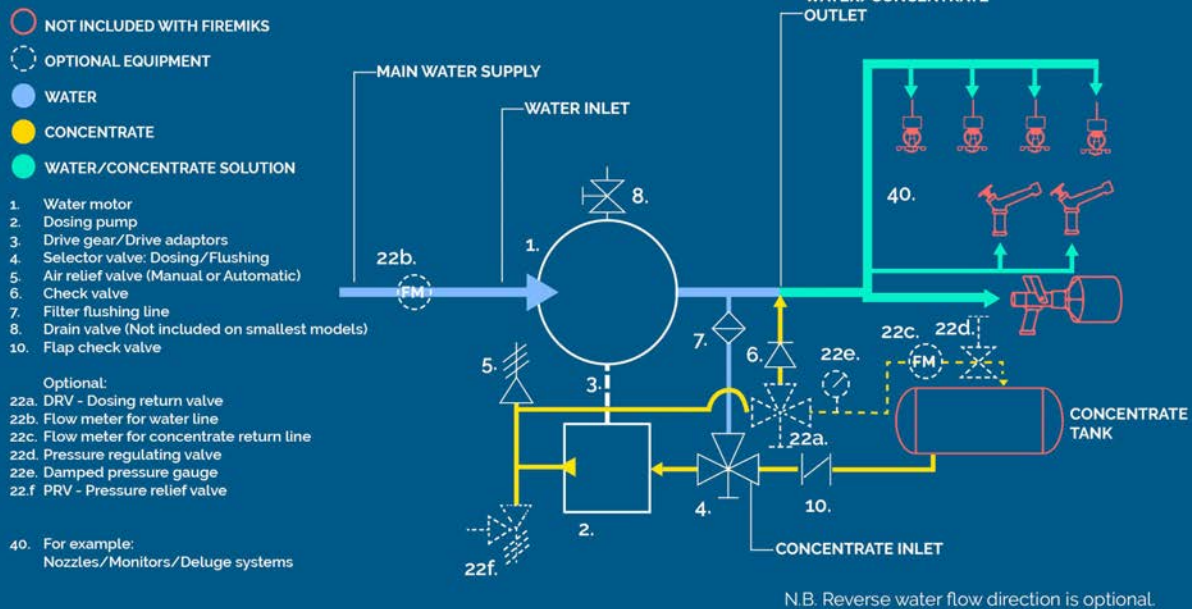 NOT INCLUDED WITH FIREMIKS
OPTIONAL EQUIPMENT
WATER
CONCENTRATE
WATER/CONCENTRATE SOLUTION
1. Water motor
2. Dosing pump
3. Drive gear/Drive adaptors
4. Selector valve: Dosing/Flushing
5. Air relief valve (Manual or Automatic)
6. Check valve
7. Filter flushing line
8. Drain valve (Not included on smallest models)
10. Flap check valve
Optional:
22a. DRV - Dosing return valve
22b. Flow meter for water line
22c. Flow meter for concentrate return line
22d. Pressure regulating valve
22e. Damped pressure gauge
22.f PRV - Pressure relief valve
40. For example:
Nozzles/Monitors/Deluge systems
MAIN WATER SUPPLY
WATER INLET
WATER/CONCENTRATE
OUTLET
8.
1.
22b.
FM
40.
5.
3.
7.
6.
22e.
22c.
22d.
FM
22a.
CONCENTRATE
TANK
2.
4.
10.
22f.
CONCENTRATE INLET
N.B. Reverse water flow direction is optional.